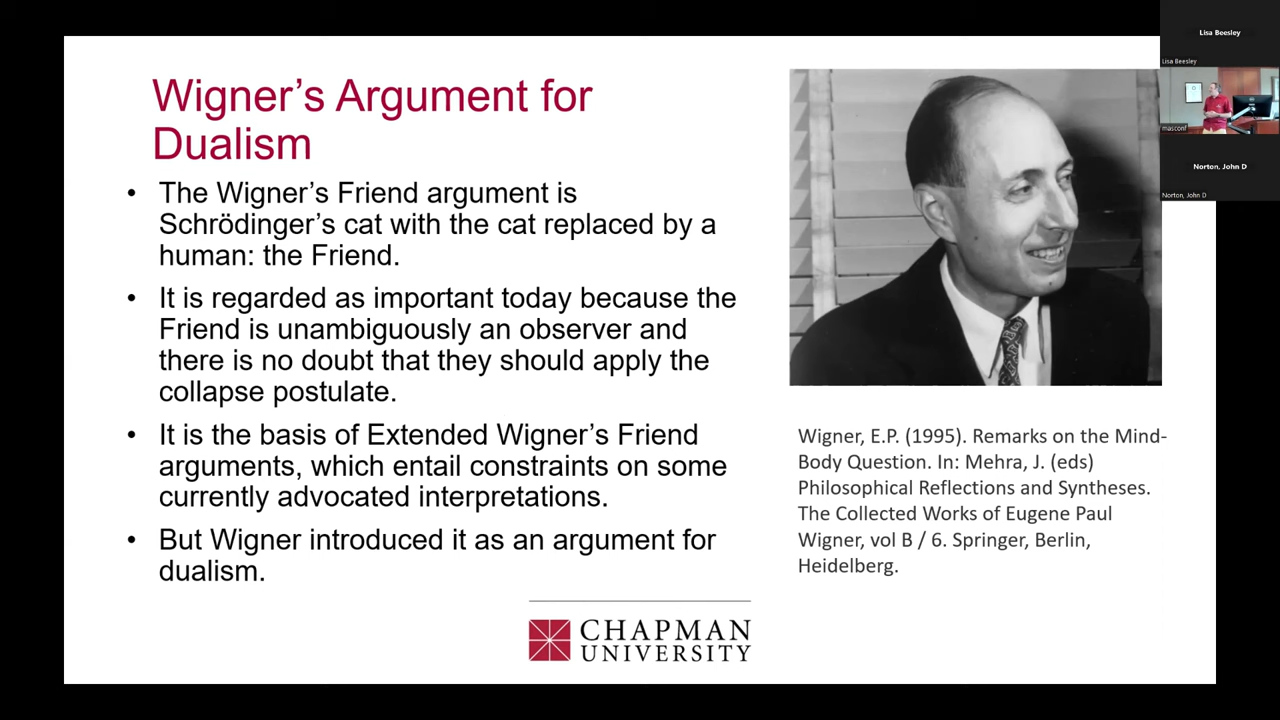 Wigner's Argument for
Dualism
• The Wigner's Friend argument is
Schrödinger's cat with the cat replaced by a
human: the Friend.
• It is regarded as important today because the
Friend is unambiguously an observer and
there is no doubt that they should apply the
collapse postulate.
• It is the basis of Extended Wigner's Friend
arguments, which entail constraints on some
currently advocated interpretations.
• But Wigner introduced it as an argument for
dualism.
Wigner, E.P. (1995). Remarks on the Mind-
Body Question. In: Mehra, J. (eds)
Philosophical Reflections and Syntheses.
The Collected Works of Eugene Paul
Wigner, vol B / 6. Springer, Berlin,
Heidelberg.
CHAPMAN
UNIVERSITY
Lisa Beesley
Lisa Beesley
masconf
Norton, John D
Norton, John D